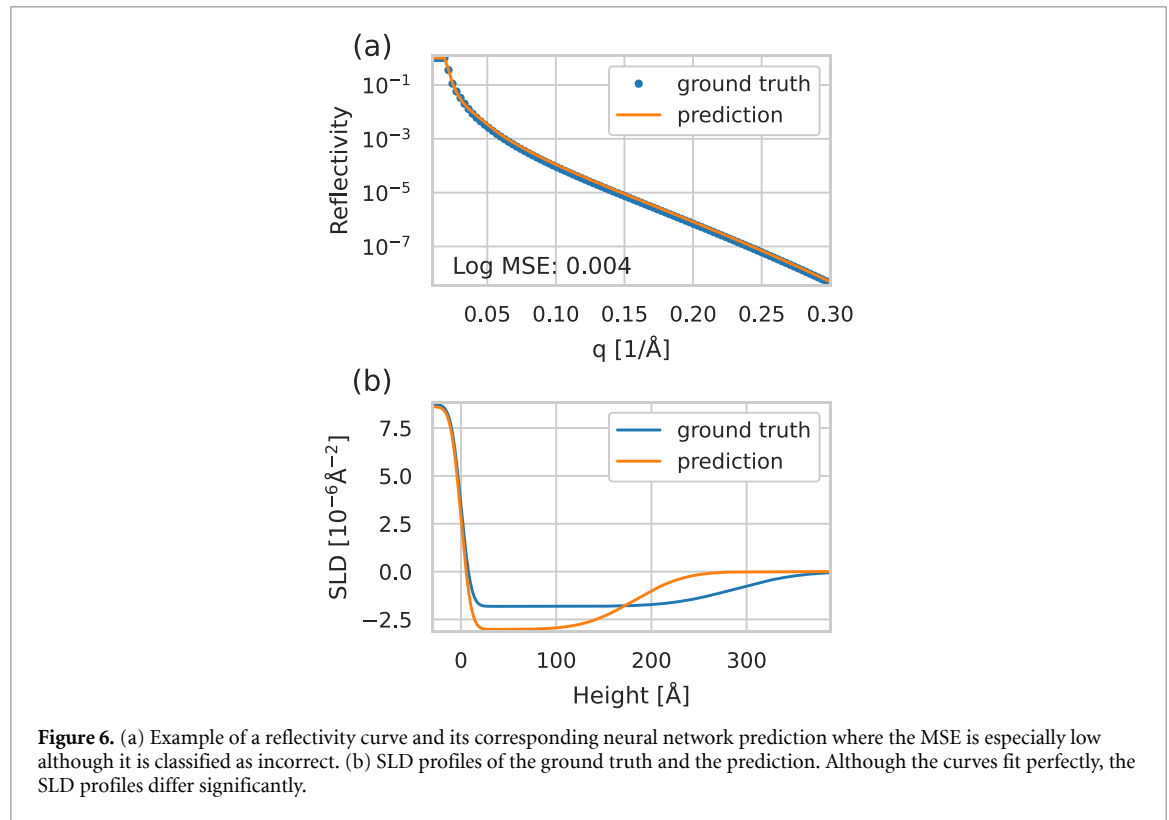 (a)
10⁻¹
10⁻³
10⁻⁵
10⁻⁷
Reflectivity
ground truth
prediction
Log MSE: 0.004
0.05 0.10 0.15 0.20 0.25 0.30
q [1/Å]
(b)
7.5
5.0
2.5
0.0
−2.5
SLD [10⁻⁶Å⁻²]
ground truth
prediction
0 100 200 300
Height [Å]
Figure 6. (a) Example of a reflectivity curve and its corresponding neural network prediction where the MSE is especially low
although it is classified as incorrect. (b) SLD profiles of the ground truth and the prediction. Although the curves fit perfectly, the
SLD profiles differ significantly.